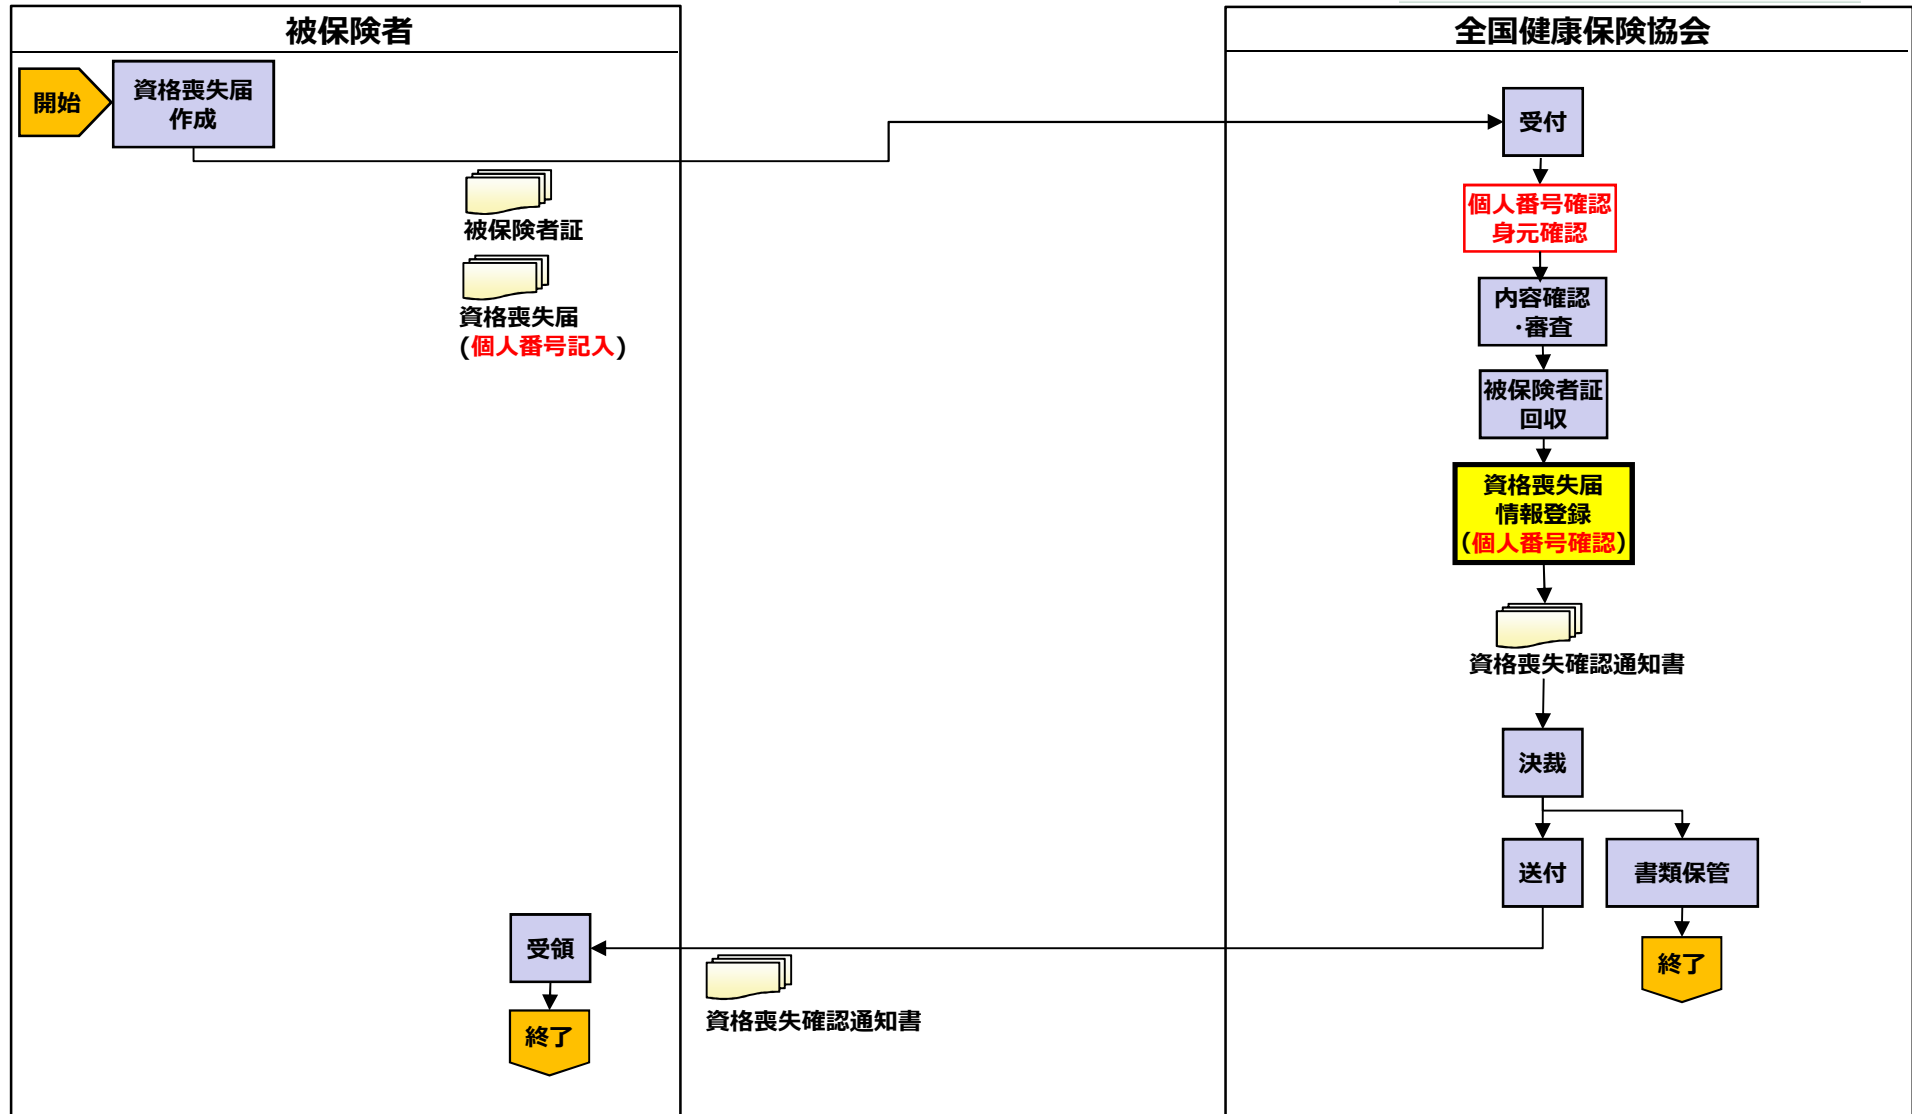 被保険者
全国健康保険協会
開始
資格喪失届
作成
受付
個人番号確認
身元確認
被保険者証
資格喪失届
(個人番号記入)
内容確認
・審査
被保険者証
回収
資格喪失届
情報登録
(個人番号確認)
資格喪失確認通知書
決裁
送付
書類保管
受領
終了
資格喪失確認通知書
終了